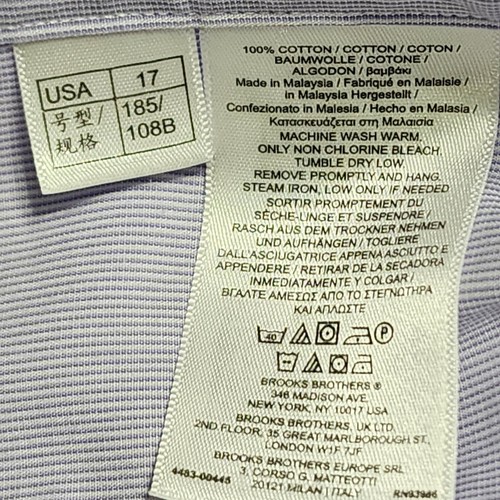 USA 17
号型/规格 185/108B
100% COTTON / COTTON / COTON /
BAUMWOLLE / COTONE /
ALGODON / βαμβάκι
Made in Malaysia / Fabriqué en Malaisie /
in Malaysia Hergestellt /
Confezionato in Malesia / Hecho en Malasia /
Κατασκευάζεται στη Μαλαισία
MACHINE WASH WARM,
ONLY NON CHLORINE BLEACH,
TUMBLE DRY LOW,
REMOVE PROMPTLY AND HANG.
STEAM IRON, LOW ONLY IF NEEDED
SORTIR PROMPTEMENT DU
SÈCHE-LINGE ET SUSPENDRE /
RASCH AUS DEM TROCKNER NEHMEN
UND AUFHÄNGEN / TOGLIERE
DALL'ASCIUGATRICE APPENA ASCIUTTO E
APPENDERE / RETIRAR DE LA SECADORA
INMEDIATAMENTE Y COLGAR /
ΒΓΑΛΤΕ ΑΜΕΣΩΣ ΑΠΟ ΤΟ ΣΤΕΓΝΩΤΗΡΑ
ΚΑΙ ΑΠΛΩΣΤΕ
40 P
BROOKS BROTHERS ®
346 MADISON AVE.
NEW YORK, NY 10017 USA
BROOKS BROTHERS, UK LTD.
2ND FLOOR, 35 GREAT MARLBOROUGH ST.,
LONDON W1F 7JF
BROOKS BROTHERS EUROPE SRL
3, CORSO G. MATTEOTTI
20121 MILAN | ITALY
4483-00445